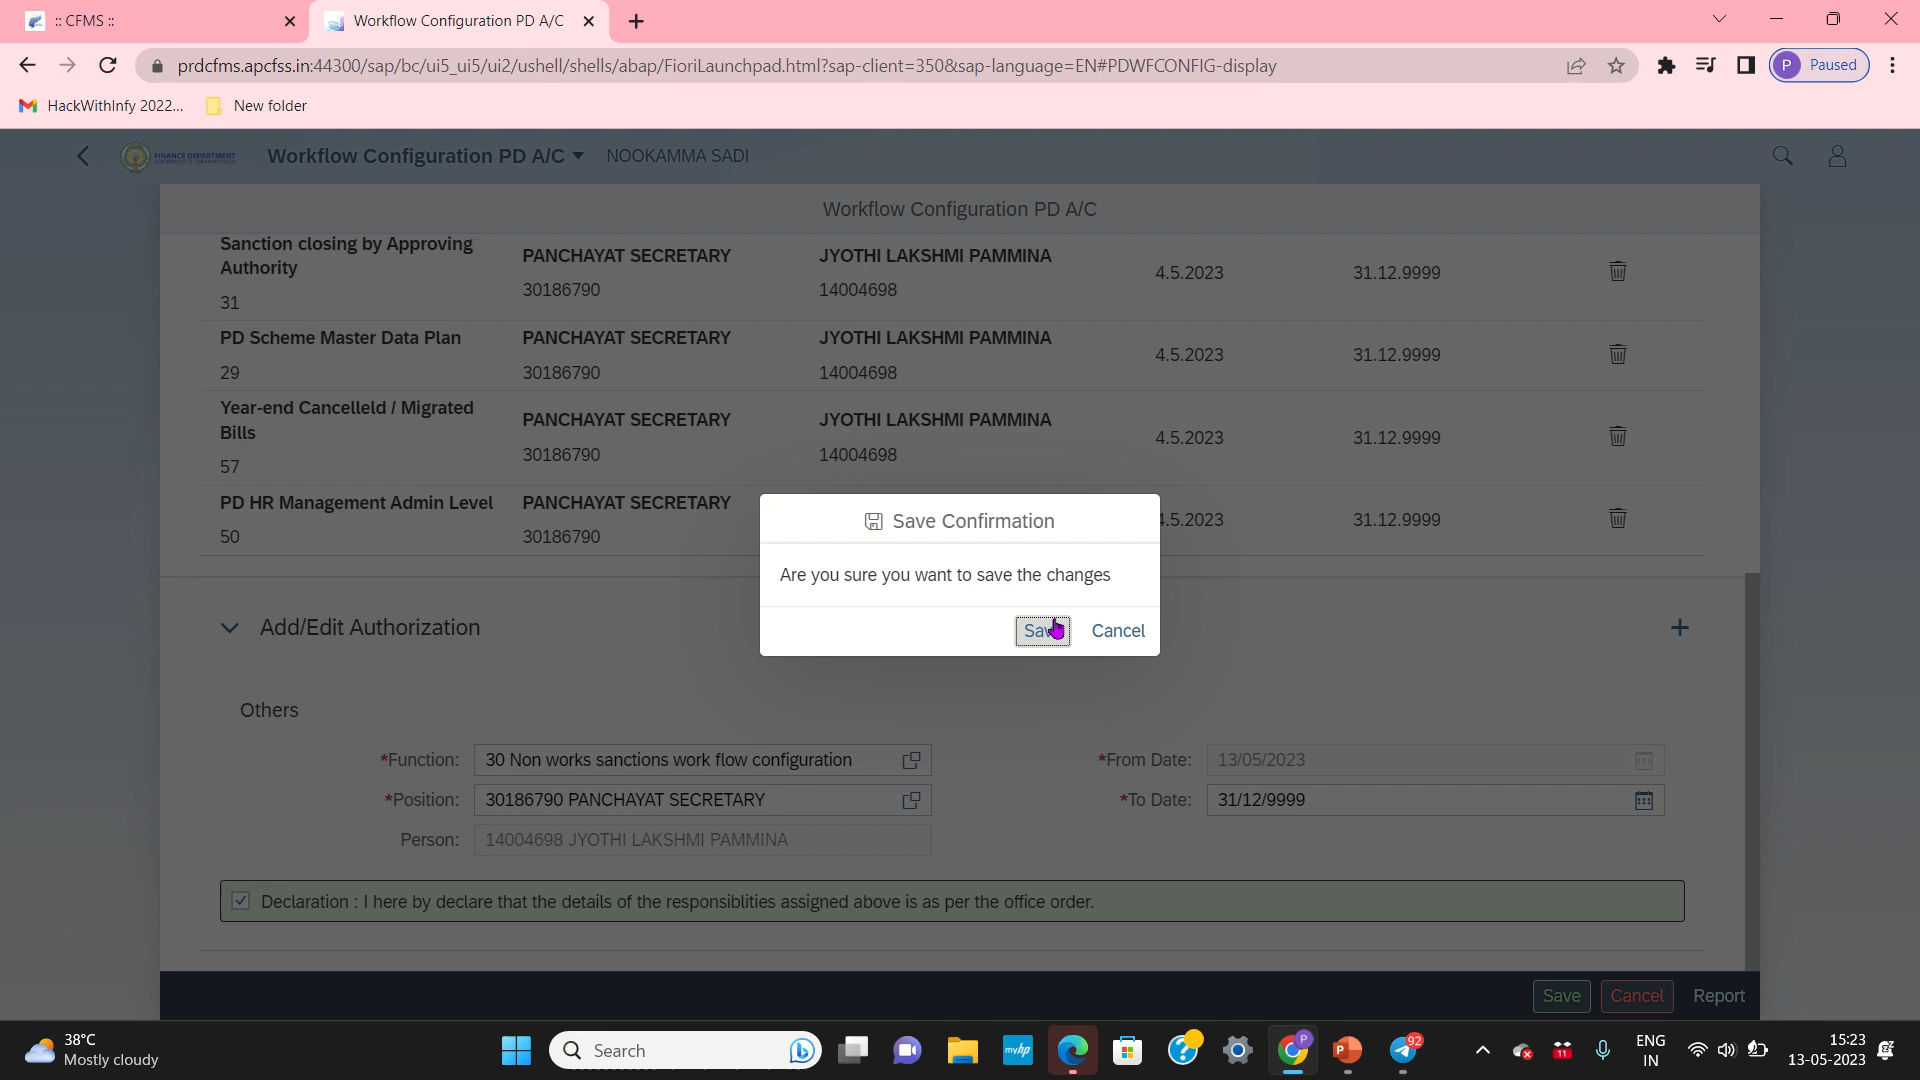 :: CFMS ::
Workflow Configuration PD A/C
prdcfms.apcfss.in:44300/sap/bc/ui5_ui5/ui2/ushell/shells/abap/FioriLaunchpad.html?sap-client=350&sap-language=EN#PDWFCONFIG-display
P Paused
HackWithInfy 2022...
New folder
FINANCE DEPARTMENT
Workflow Configuration PD A/C
NOOKAMMA SADI
Workflow Configuration PD A/C
Sanction closing by Approving
Authority
31
PANCHAYAT SECRETARY
30186790
JYOTHI LAKSHMI PAMMINA
14004698
4.5.2023
31.12.9999
PD Scheme Master Data Plan
29
PANCHAYAT SECRETARY
30186790
JYOTHI LAKSHMI PAMMINA
14004698
4.5.2023
31.12.9999
Year-end Cancelleld / Migrated
Bills
57
PANCHAYAT SECRETARY
30186790
JYOTHI LAKSHMI PAMMINA
14004698
4.5.2023
31.12.9999
PD HR Management Admin Level
50
PANCHAYAT SECRETARY
30186790
.5.2023
31.12.9999
Save Confirmation
Are you sure you want to save the changes
Cancel
Add/Edit Authorization
Others
*Function: 30 Non works sanctions work flow configuration
*From Date: 13/05/2023
*Position: 30186790 PANCHAYAT SECRETARY
*To Date: 31/12/9999
Person: 14004698 JYOTHI LAKSHMI PAMMINA
Declaration : I here by declare that the details of the responsiblities assigned above is as per the office order.
Save Cancel Report
38°C
Mostly cloudy
Search
myhp
P
P
92
11
ENG
IN
15:23
13-05-2023